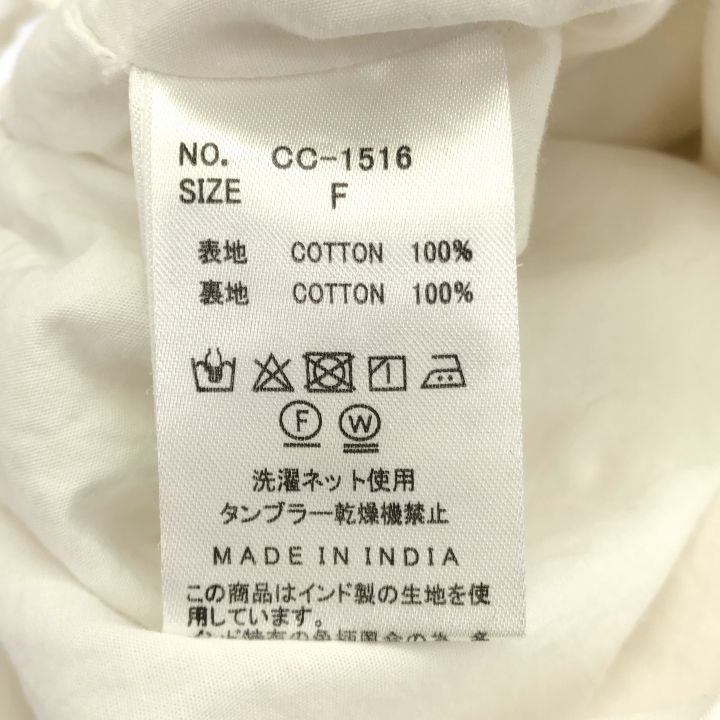 NO. CC-1516
SIZE F
表地 COTTON 100%
裏地 COTTON 100%
F W
洗濯ネット使用
タンブラー乾燥機禁止
MADE IN INDIA
この商品はインド製の生地を使
用しています。